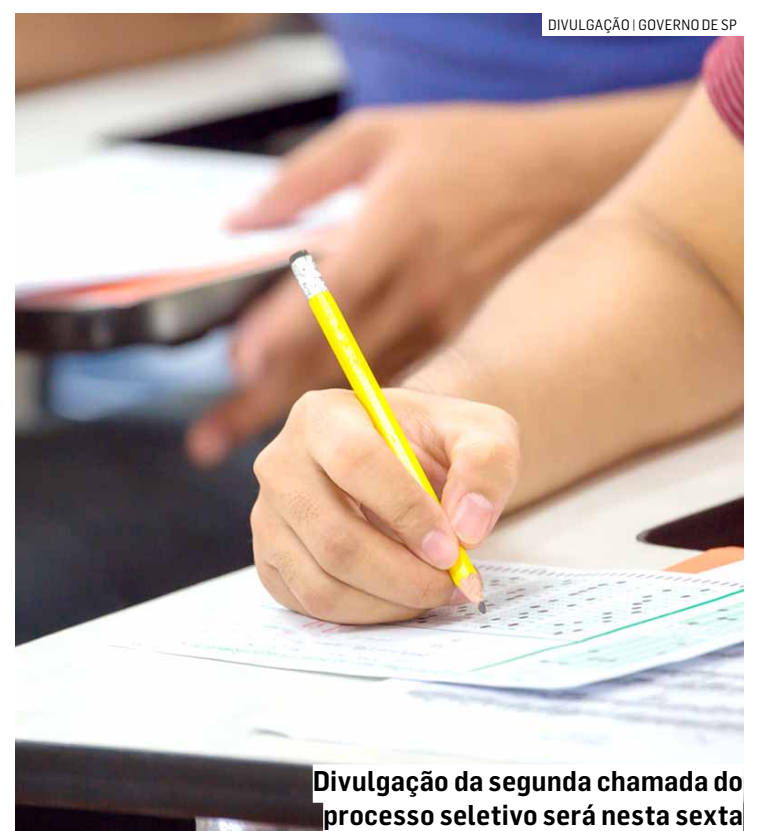 DIVULGAÇÃO | GOVERNO DE SP
Divulgação da segunda chamada do
processo seletivo será nesta sexta